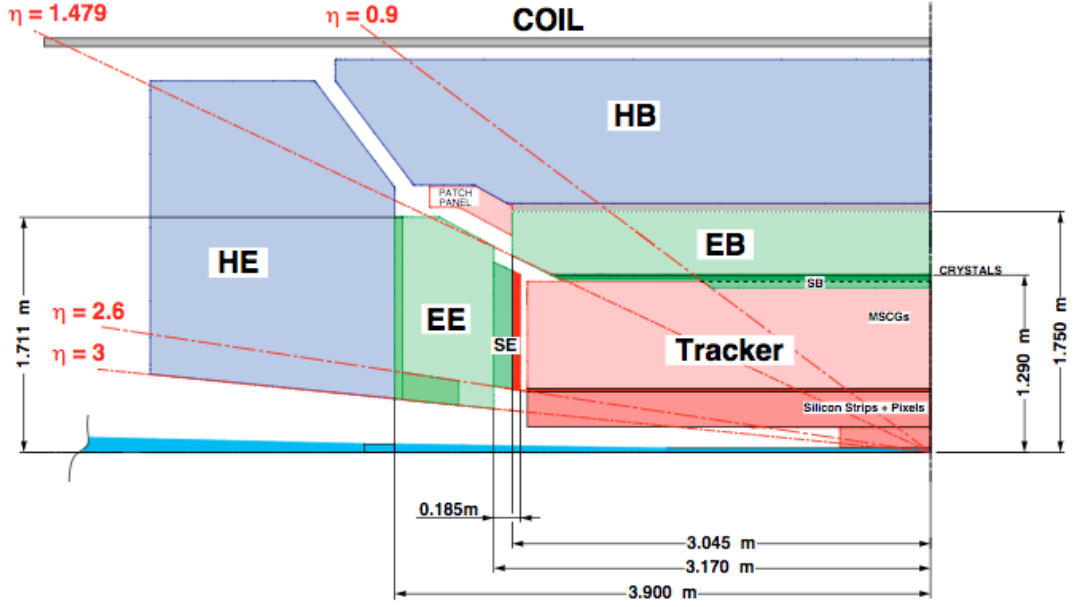 η = 1.479
η = 0.9
COIL
HB
PATCH
PANEL
EB
HE
CRYSTALS
SB
η = 2.6
EE
MSCGs
SE
η = 3
Tracker
1.711 m
1.290 m
1.750 m
Silicon Strips + Pixels
0.185m
3.045 m
3.170 m
3.900 m